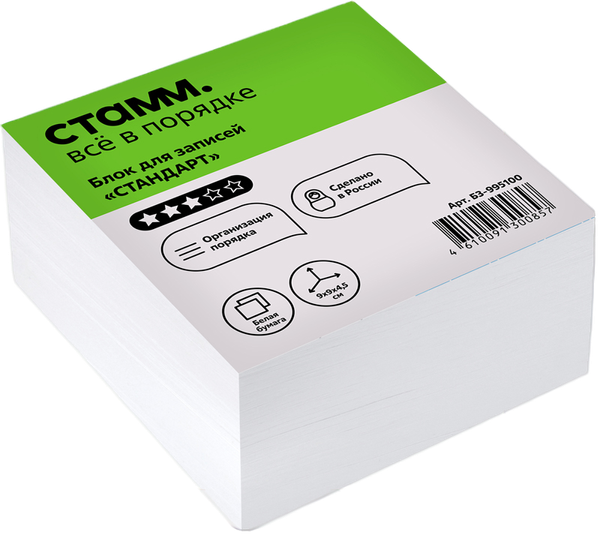 стамм.
всё в порядке
Блок для записей
«СТАНДАРТ»
Организация
порядка
Сделано
в России
Арт. БЗ-995100
4 610091 300857
Белая
бумага
9х9х4,5
см